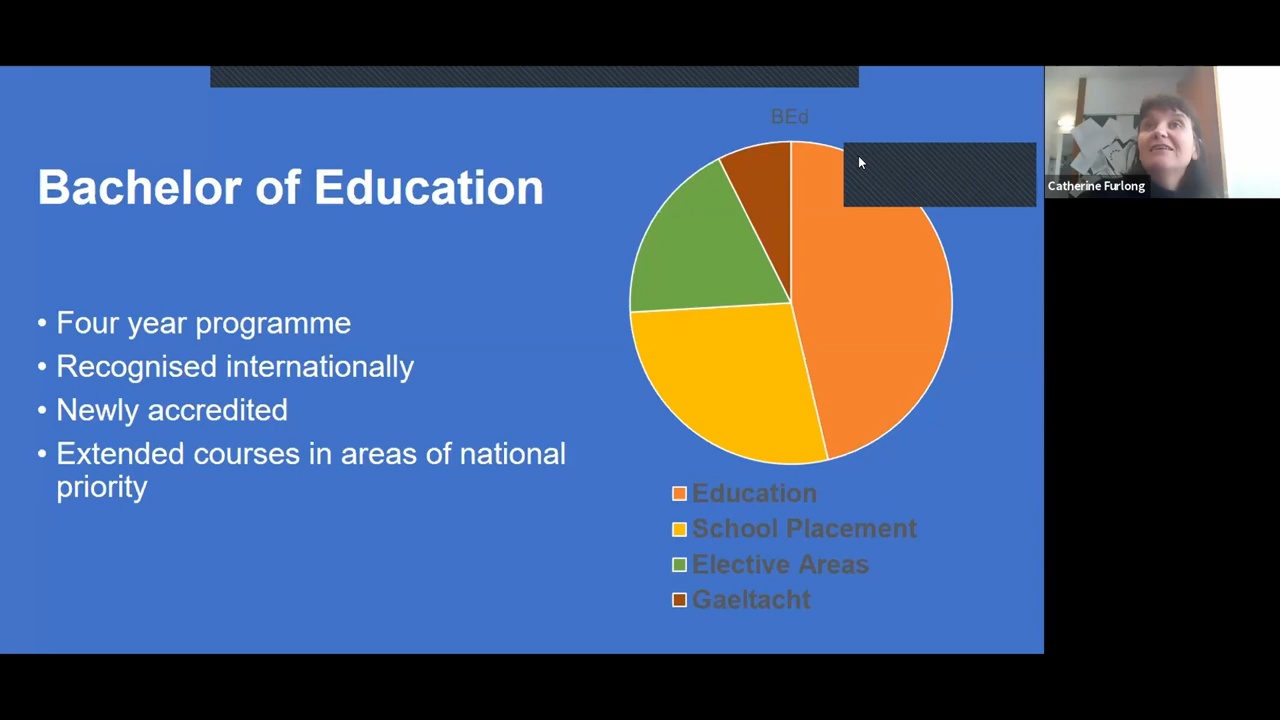 BEd
Bachelor of Education
• Four year programme
• Recognised internationally
• Newly accredited
• Extended courses in areas of national
priority
Education
School Placement
Elective Areas
Gaeltacht
Catherine Furlong